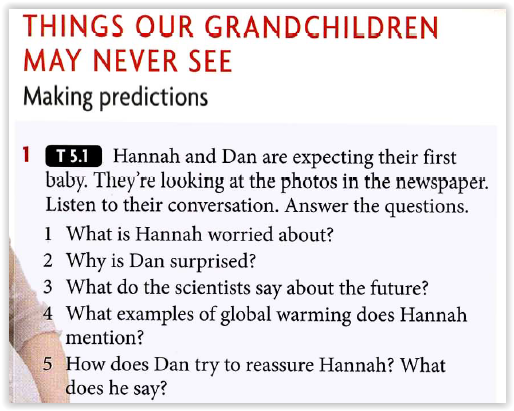 THINGS OUR GRANDCHILDREN
MAY NEVER SEE
Making predictions
1 T 5.1 Hannah and Dan are expecting their first
baby. They're looking at the photos in the newspaper.
Listen to their conversation. Answer the questions.
1 What is Hannah worried about?
2 Why is Dan surprised?
3 What do the scientists say about the future?
4 What examples of global warming does Hannah
mention?
5 How does Dan try to reassure Hannah? What
does he say?